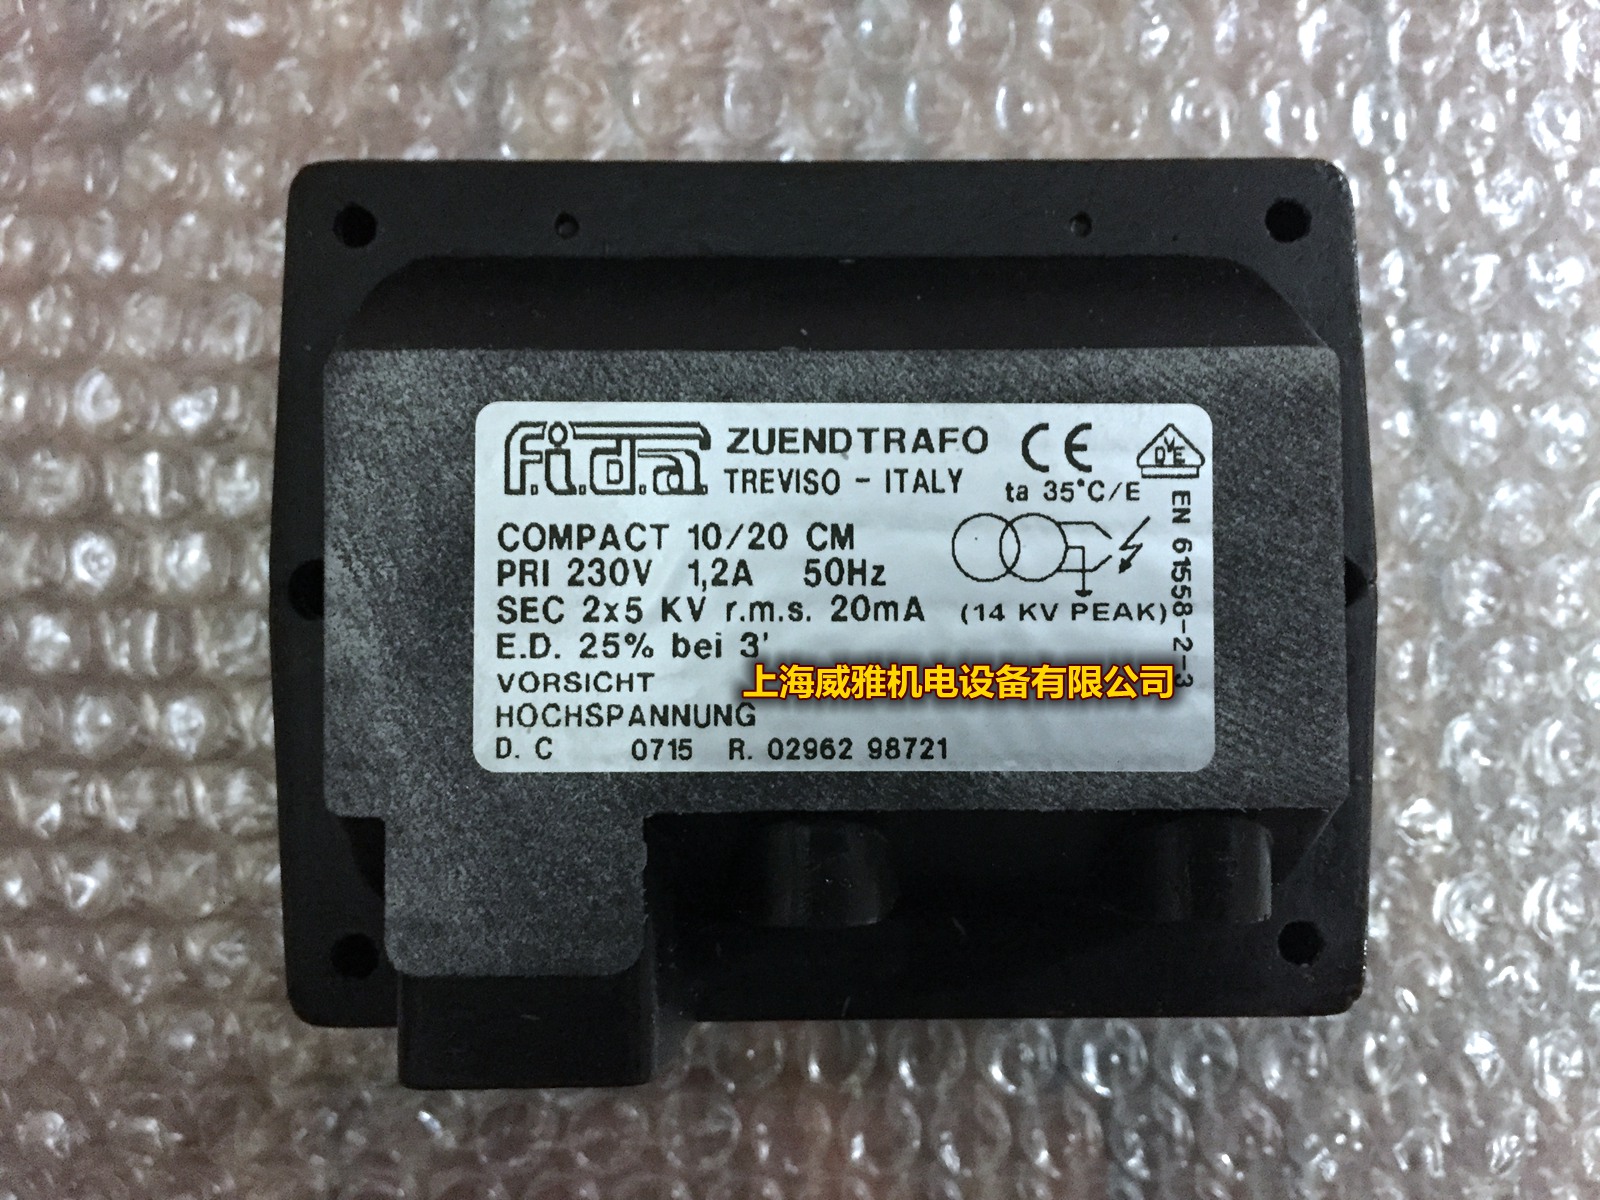 f.i.d.a. ZUENDTRAFO CE
TREVISO - ITALY ta 35°C/E DVE
COMPACT 10/20 CM
PRI 230V 1,2A 50Hz
SEC 2x5 KV r.m.s. 20mA (14 KV PEAK)
E.D. 25% bei 3'
VORSICHT
HOCHSPANNUNG
D. C 0715 R. 02962 98721
EN 61558-2-3
上海威雅机电设备有限公司